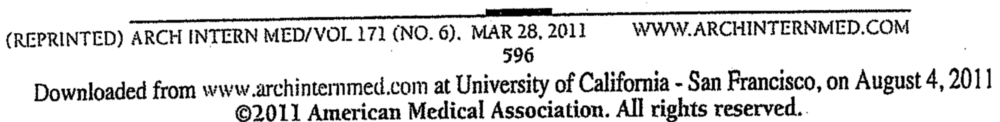 (REPRINTED) ARCH INTERN MED/VOL 171 (NO. 6), MAR 28, 2011 WWW.ARCHINTERNMED.COM
596
Downloaded from www.archinternmed.com at University of California - San Francisco, on August 4, 2011
©2011 American Medical Association. All rights reserved.